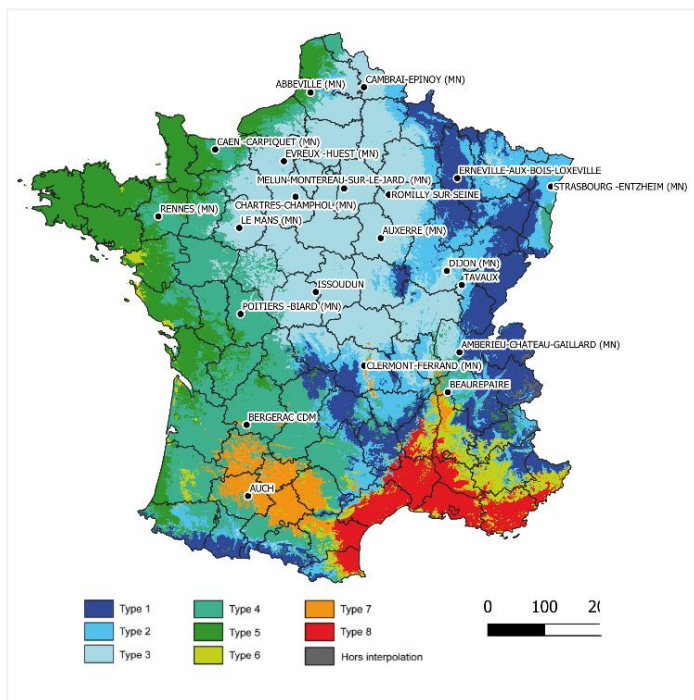 ABBEVILLE (MN)
CAMBRAI-EPINOY (MN)
CAEN -CARPIQUET (MN)
EVREUX -HUEST (MN)
ERNEVILLE-AUX-BOIS-LOXEVILLE
MELUN-MONTEREAU-SUR-LE-JARD (MN)
STRASBOURG -ENTZHEIM (MN)
ROMILLY SUR-SEINE
CHARTRES-CHAMPHOL (MN)
RENNES (MN)
LE MANS (MN)
AUXERRE (MN)
DIJON (MN)
TAVAUX
ISSOUDUN
POITIERS -BIARD (MN)
AMBERIEU-CHATEAU-GAILLARD (MN)
CLERMONT-FERRAND (MN)
BEAUREPAIRE
BERGERAC CDM
AUCH
Type 1 Type 4 Type 7
Type 2 Type 5 Type 8
Type 3 Type 6 Hors interpolation
0 100